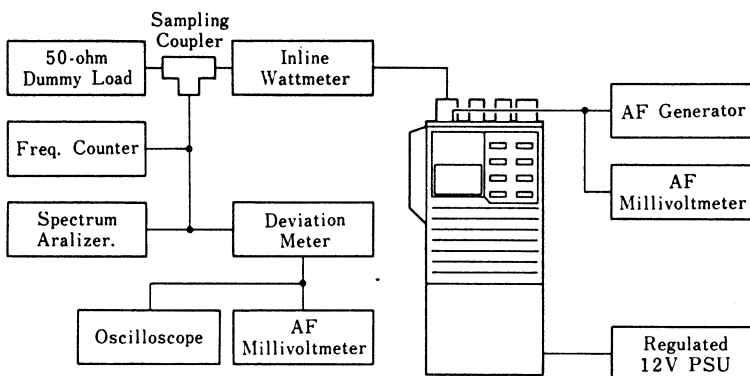 Sampling
Coupler
50-ohm
Dummy Load
Inline
Wattmeter
AF Generator
Freq. Counter
AF
Millivoltmeter
Spectrum
Aralizer.
Deviation
Meter
Oscilloscope
AF
Millivoltmeter
Regulated
12V PSU